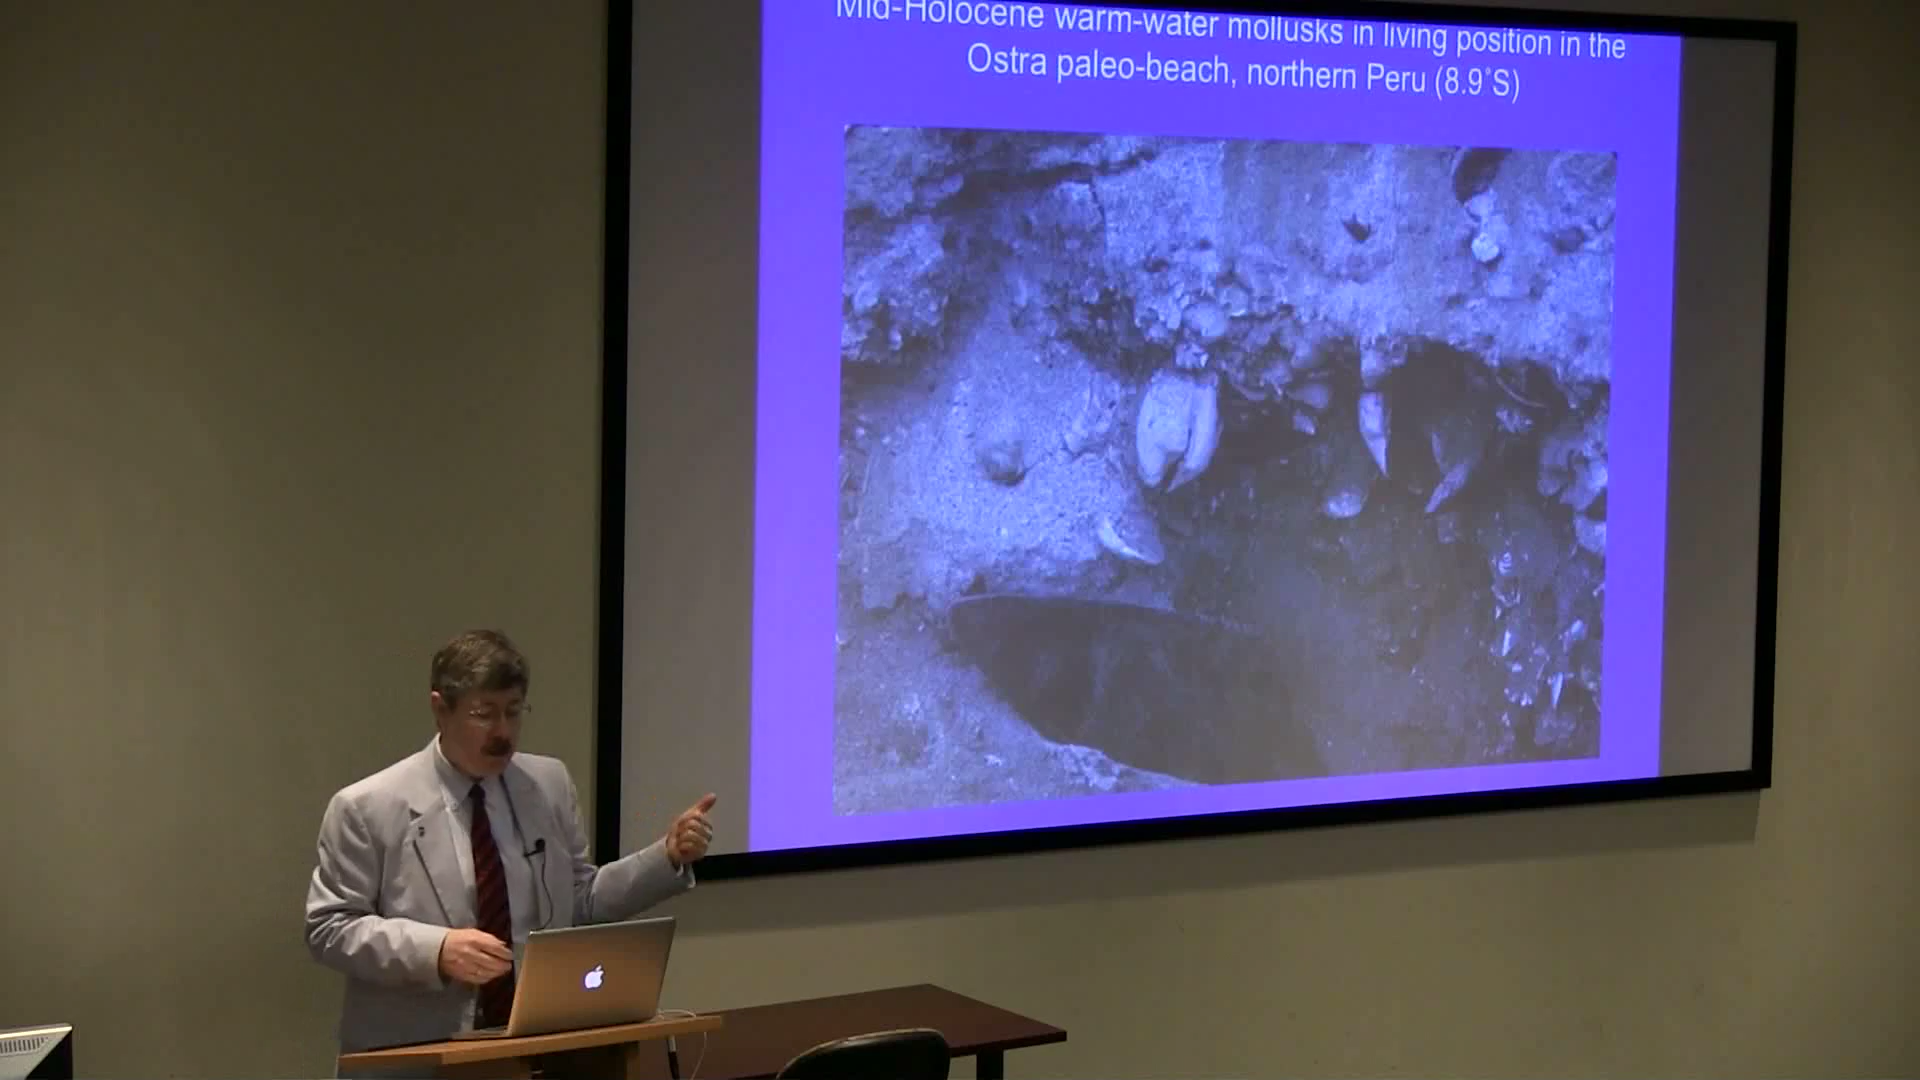 Mid-Holocene warm-water mollusks in living position in the
Ostra paleo-beach, northern Peru (8.9°S)